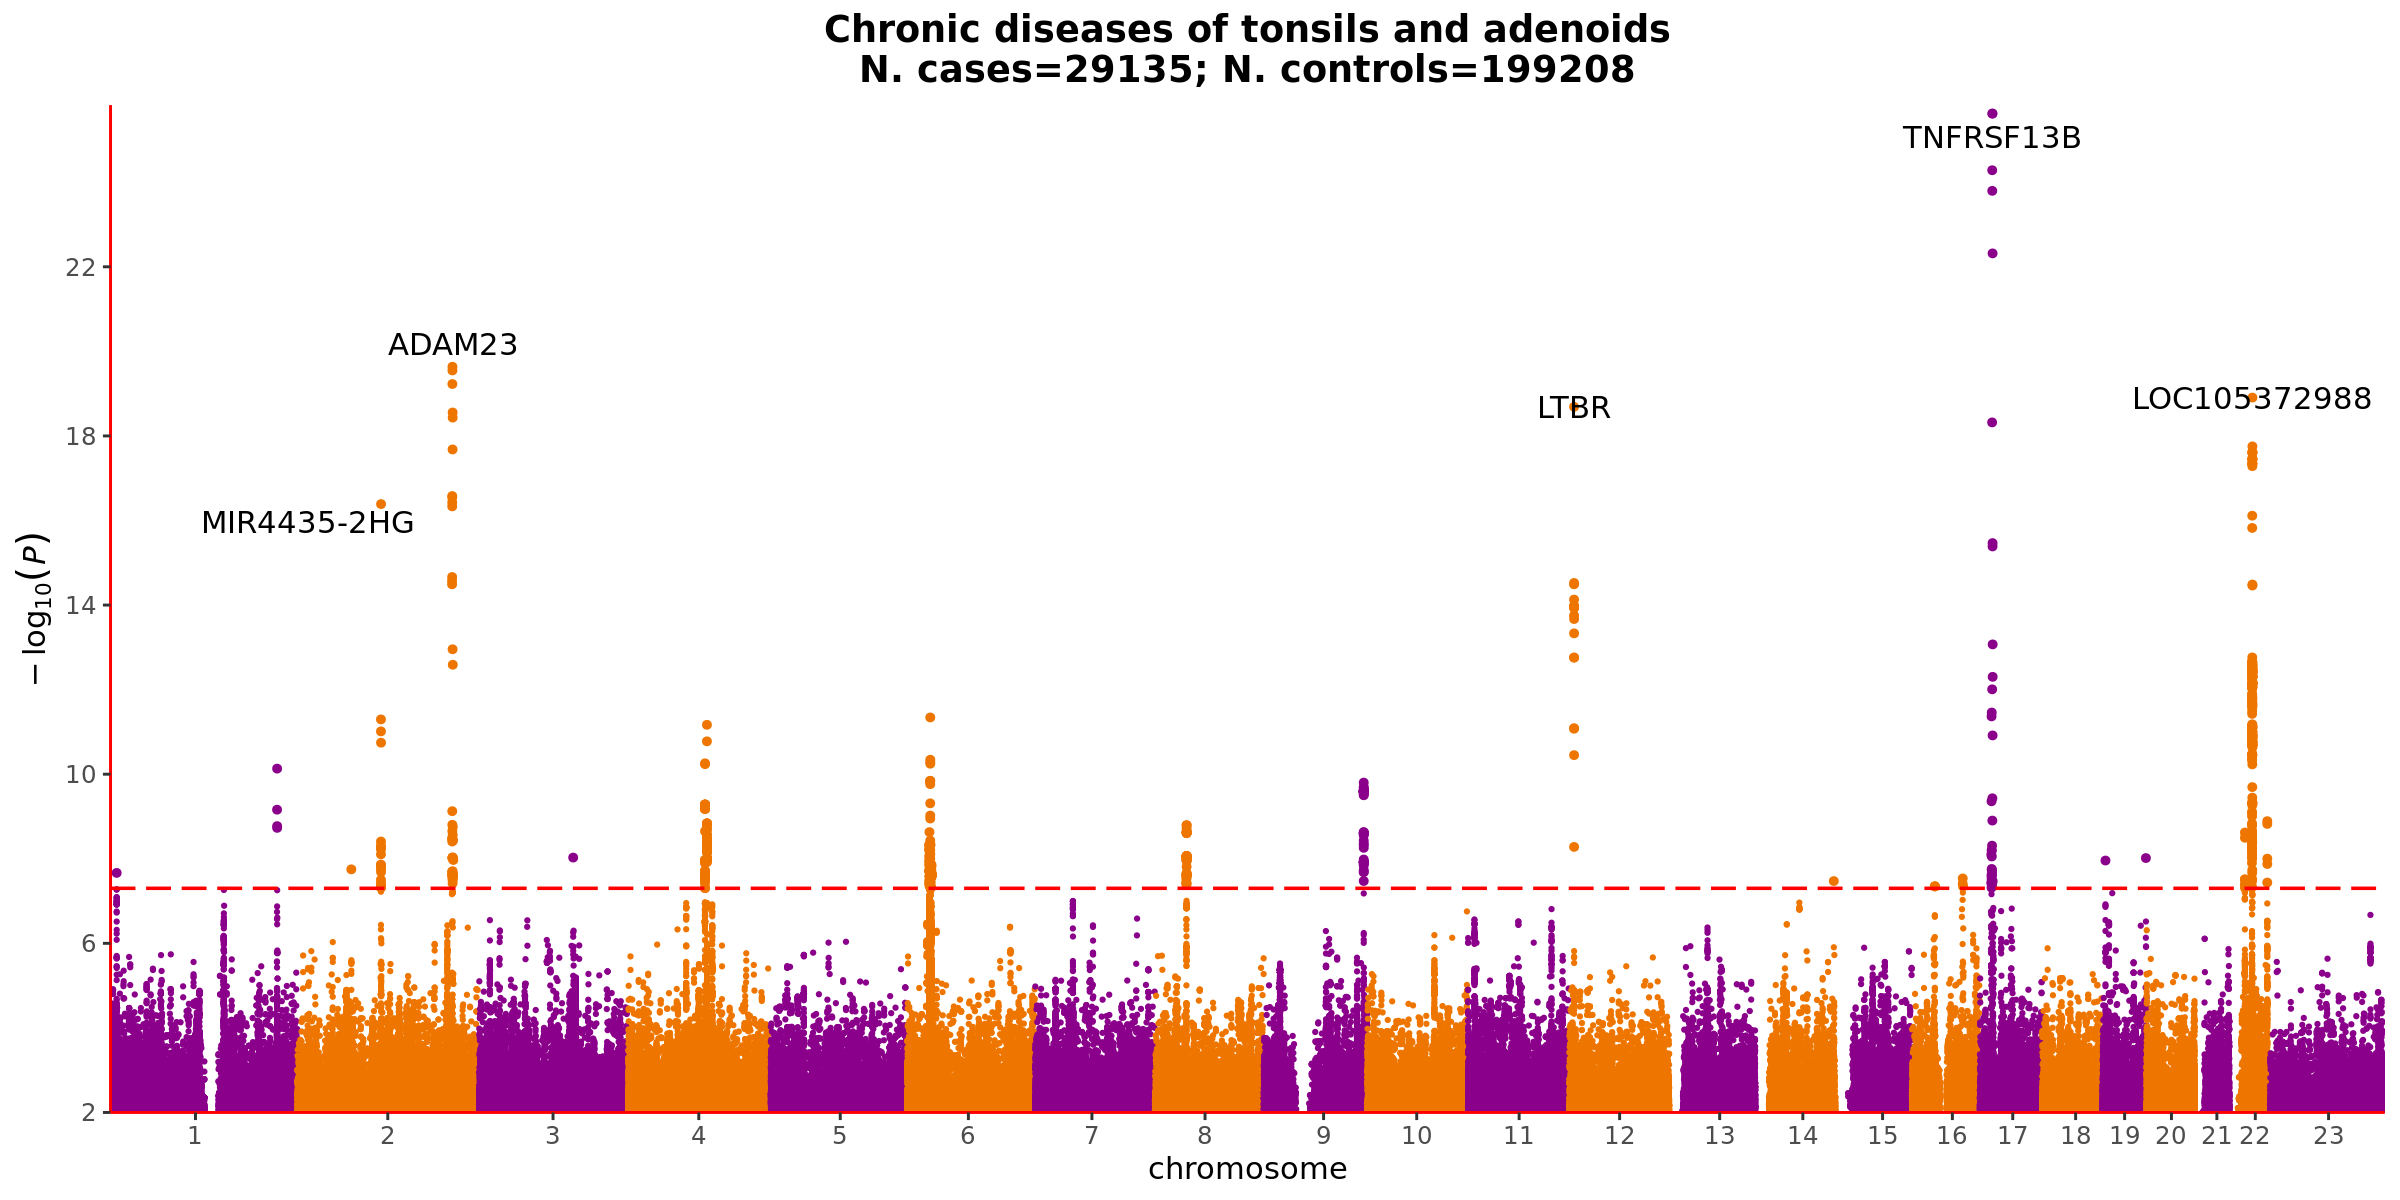 Chronic diseases of tonsils and adenoids
N. cases=29135; N. controls=199208
TNFRSF13B
ADAM23
LTBR
LOC105372988
MIR4435-2HG
−log10(P)
22
18
14
10
6
2
1 2 3 4 5 6 7 8 9 10 11 12 13 14 15 16 17 18 19 20 21 22 23
chromosome